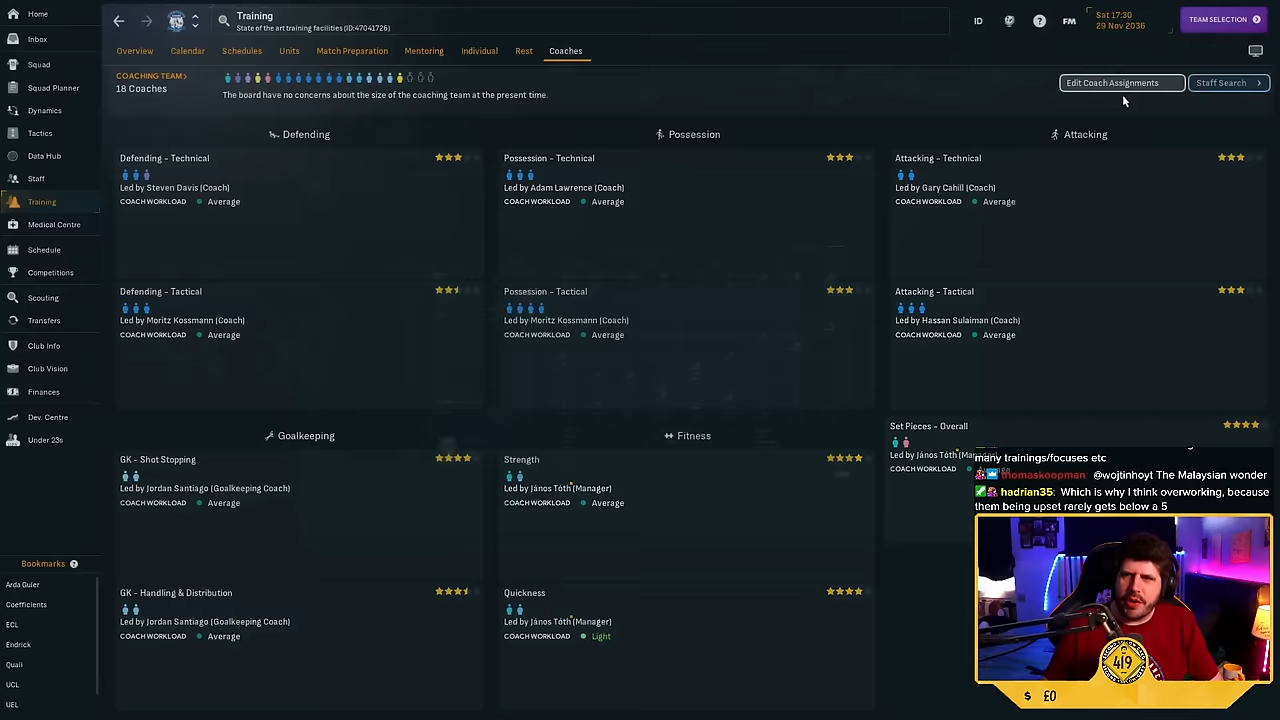 Home
Inbox
Squad
Squad Planner
Dynamics
Tactics
Data Hub
Staff
Training
Medical Centre
Schedule
Competitions
Scouting
Transfers
Club Info
Club Vision
Finances
Dev. Centre
Under 23s
Bookmarks
Arda Guler
Coefficients
ECL
Endrick
Quali
UCL
UEL
Training
State of the art training facilities (ID:47041726)
ID
FM
Sat 17:30
29 Nov 2036
TEAM SELECTION
Overview Calendar Schedules Units Match Preparation Mentoring Individual Rest Coaches
COACHING TEAM
18 Coaches
The board have no concerns about the size of the coaching team at the present time.
Edit Coach Assignments
Staff Search
Defending
Possession
Attacking
Defending - Technical
Led by Steven Davis (Coach)
COACH WORKLOAD Average
Possession - Technical
Led by Adam Lawrence (Coach)
COACH WORKLOAD Average
Attacking - Technical
Led by Gary Cahill (Coach)
COACH WORKLOAD Average
Defending - Tactical
Led by Moritz Kossmann (Coach)
COACH WORKLOAD Average
Possession - Tactical
Led by Moritz Kossmann (Coach)
COACH WORKLOAD Average
Attacking - Tactical
Led by Hassan Sulaiman (Coach)
COACH WORKLOAD Average
Goalkeeping
Fitness
GK - Shot Stopping
Led by Jordan Santiago (Goalkeeping Coach)
COACH WORKLOAD Average
Strength
Led by János Tóth (Manager)
COACH WORKLOAD Average
Set Pieces - Overall
Led by János Tóth
COACH WORKLOAD
GK - Handling & Distribution
Led by Jordan Santiago (Goalkeeping Coach)
COACH WORKLOAD Average
Quickness
Led by János Tóth (Manager)
COACH WORKLOAD Light
many trainings/focuses etc
thomaskoopman @wojtinhoyt The Malaysian wonder
hadrian35: Which is why I think overworking, because
them being upset rarely gets below a 5
419
$ £0